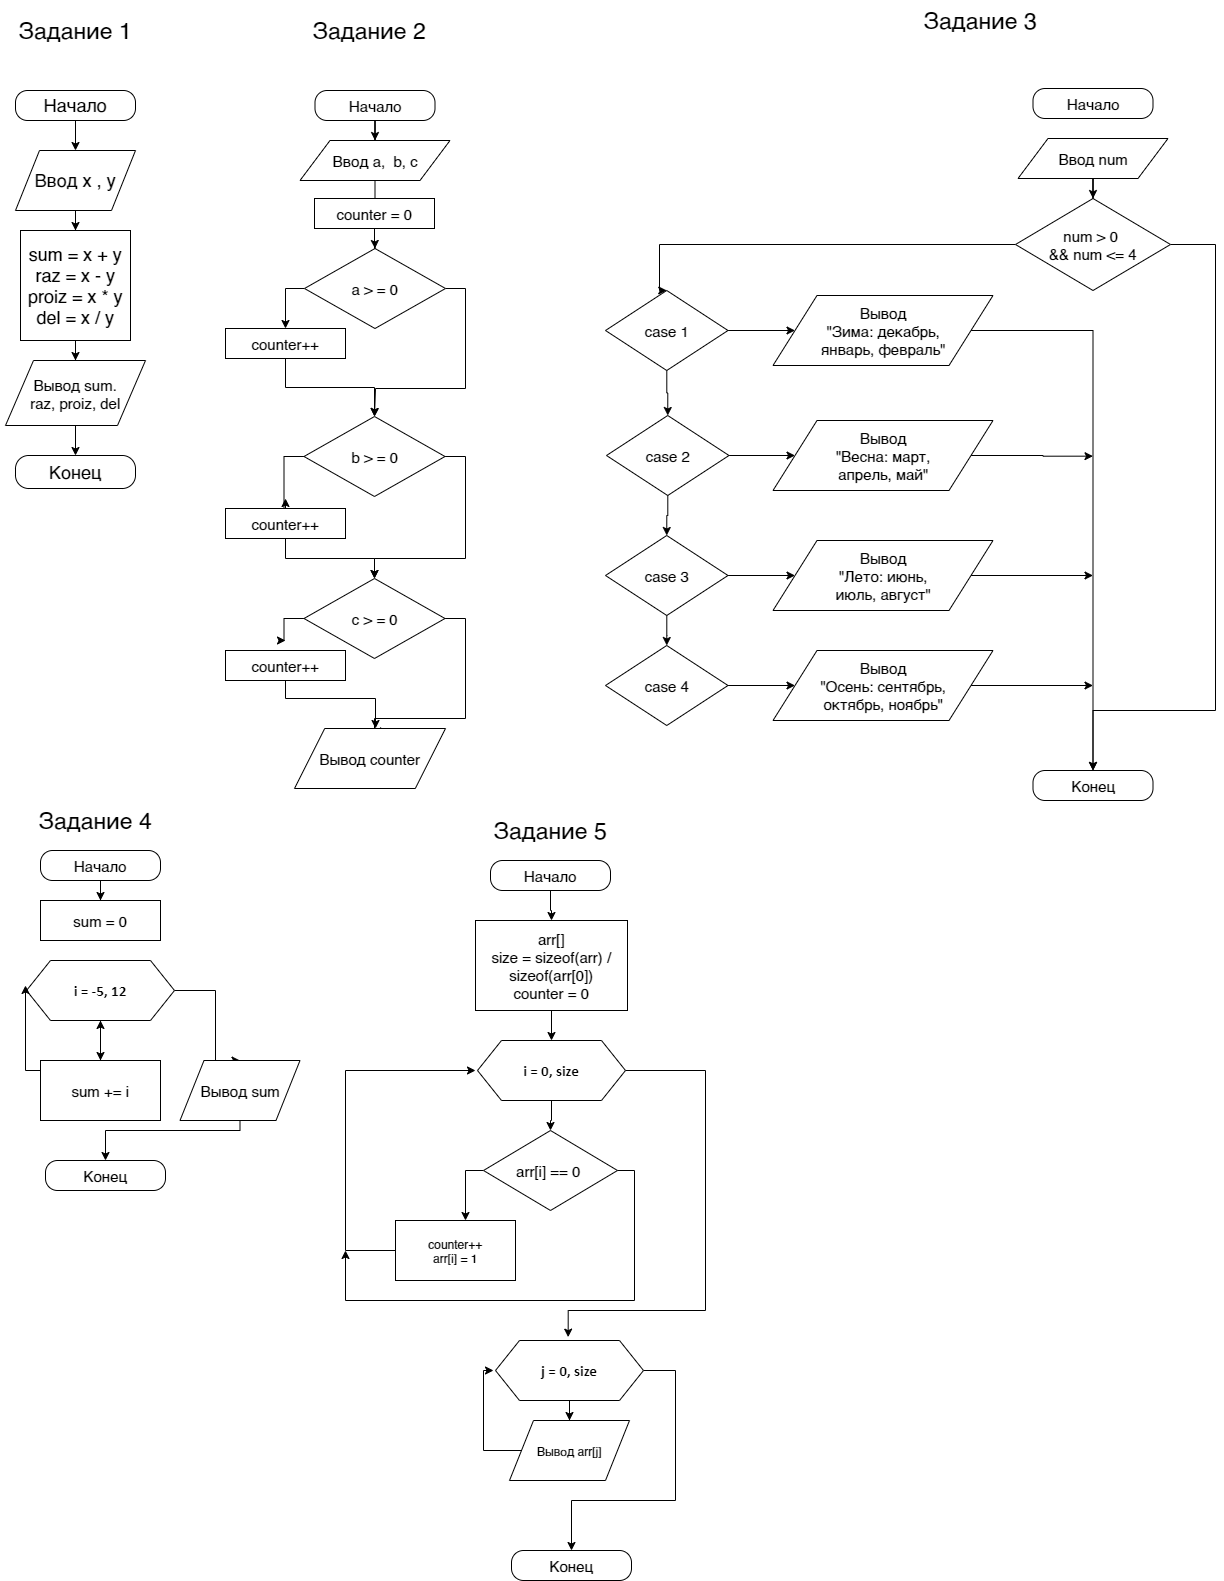 Задание 1
Начало
Ввод x , y
sum = x + y
raz = x - y
proiz = x * y
del = x / y
Вывод sum.
raz, proiz, del
Конец
Задание 2
Начало
Ввод a,  b, c
counter = 0
a > = 0
counter++
b > = 0
counter++
c > = 0
counter++
Вывод counter
Задание 3
Начало
Ввод num
num > 0
&& num <= 4
case 1
Вывод
"Зима: декабрь,
январь, февраль"
case 2
Вывод
"Весна: март,
апрель, май"
case 3
Вывод
"Лето: июнь,
июль, август"
case 4
Вывод
"Осень: сентябрь,
октябрь, ноябрь"
Конец
Задание 4
Начало
sum = 0
i = -5, 12
sum += i
Вывод sum
Конец
Задание 5
Начало
arr[]
size = sizeof(arr) /
sizeof(arr[0])
counter = 0
i = 0, size
arr[i] == 0
counter++
arr[i] = 1
j = 0, size
Вывод arr[j]
Конец